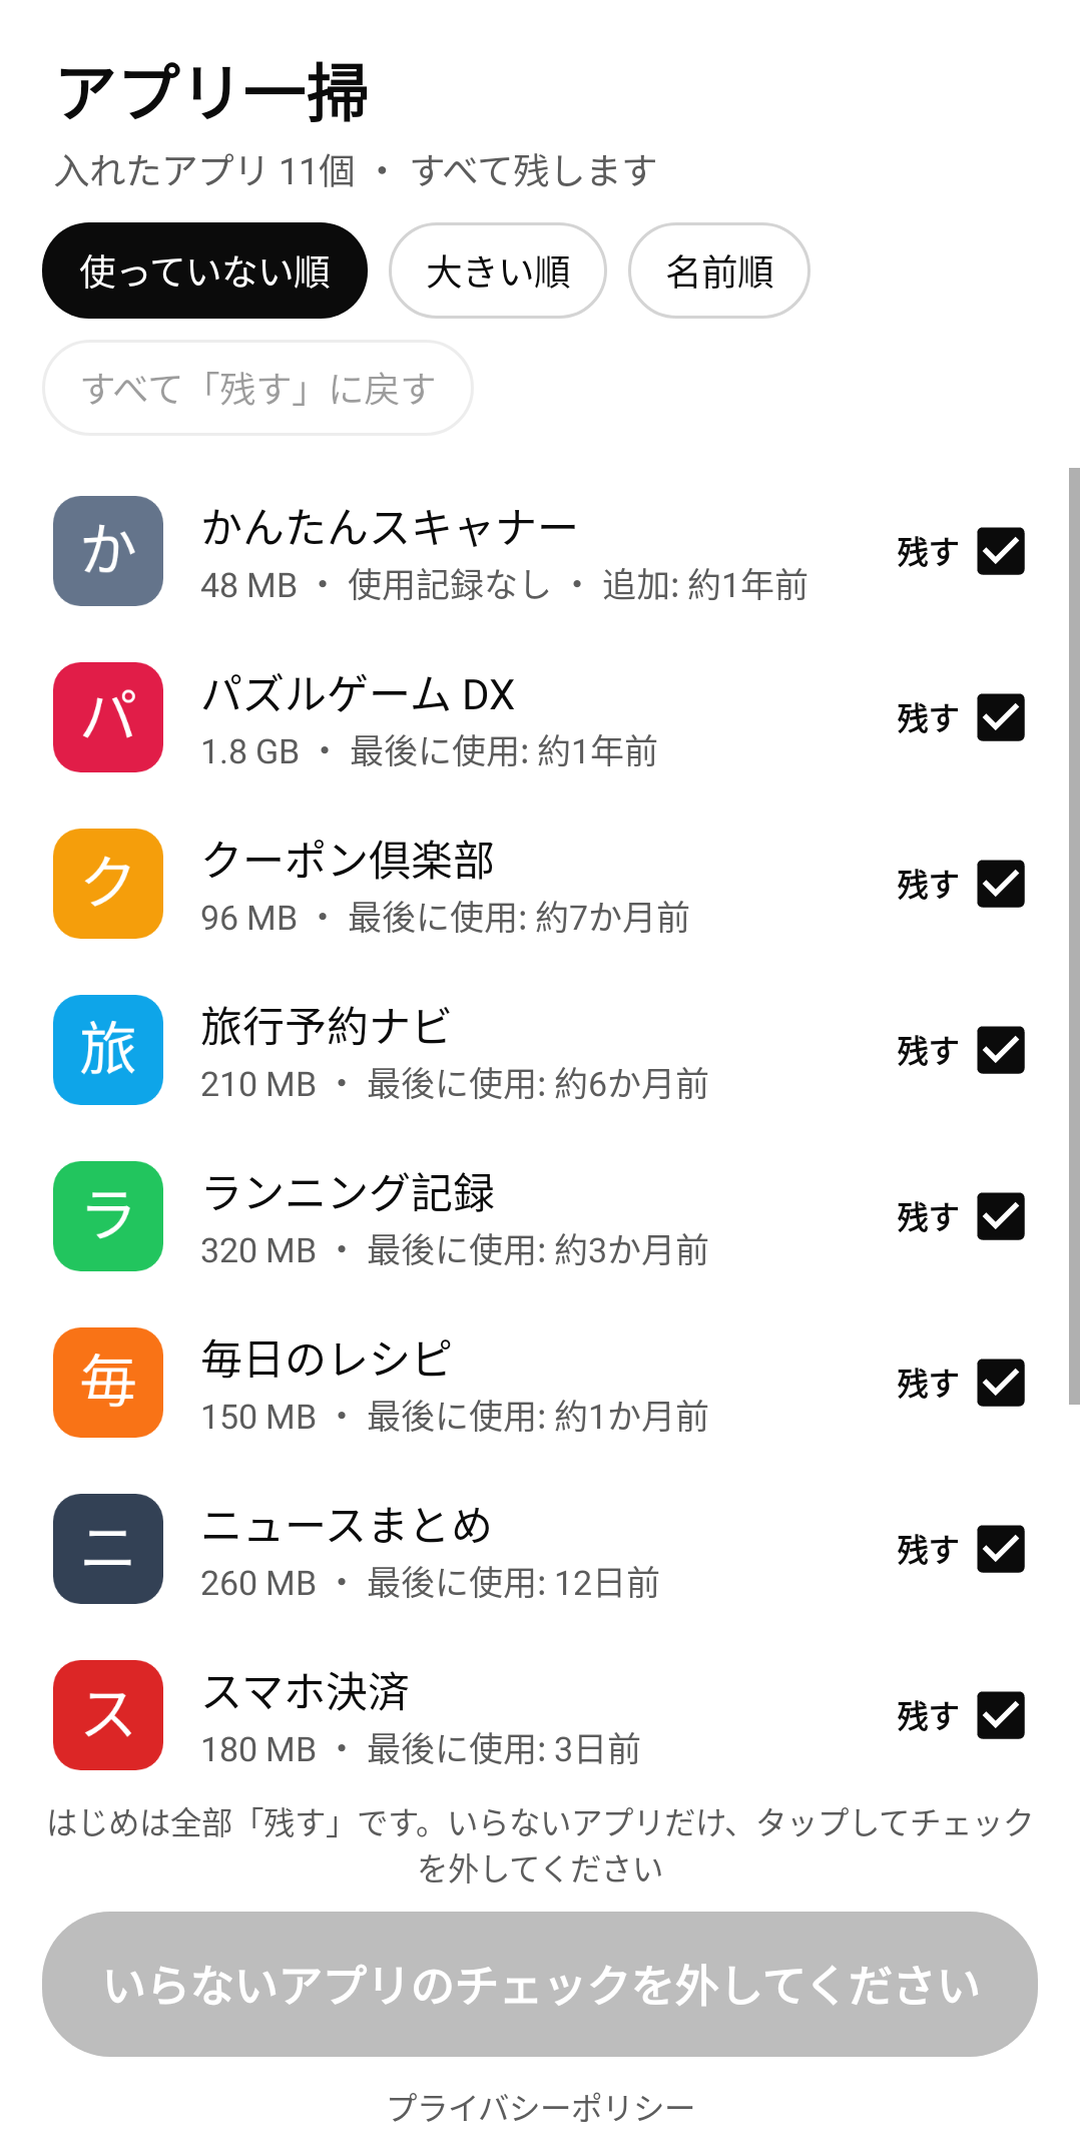 アプリ一掃
入れたアプリ 11個 ・ すべて残します
使っていない順
大きい順
名前順
すべて「残す」に戻す
か
かんたんスキャナー
48 MB ・ 使用記録なし ・ 追加: 約1年前
残す
パ
パズルゲーム DX
1.8 GB ・ 最後に使用: 約1年前
残す
ク
クーポン倶楽部
96 MB ・ 最後に使用: 約7か月前
残す
旅
旅行予約ナビ
210 MB ・ 最後に使用: 約6か月前
残す
ラ
ランニング記録
320 MB ・ 最後に使用: 約3か月前
残す
毎
毎日のレシピ
150 MB ・ 最後に使用: 約1か月前
残す
ニ
ニュースまとめ
260 MB ・ 最後に使用: 12日前
残す
ス
スマホ決済
180 MB ・ 最後に使用: 3日前
残す
はじめは全部「残す」です。いらないアプリだけ、タップしてチェック
を外してください
いらないアプリのチェックを外してください
プライバシーポリシー